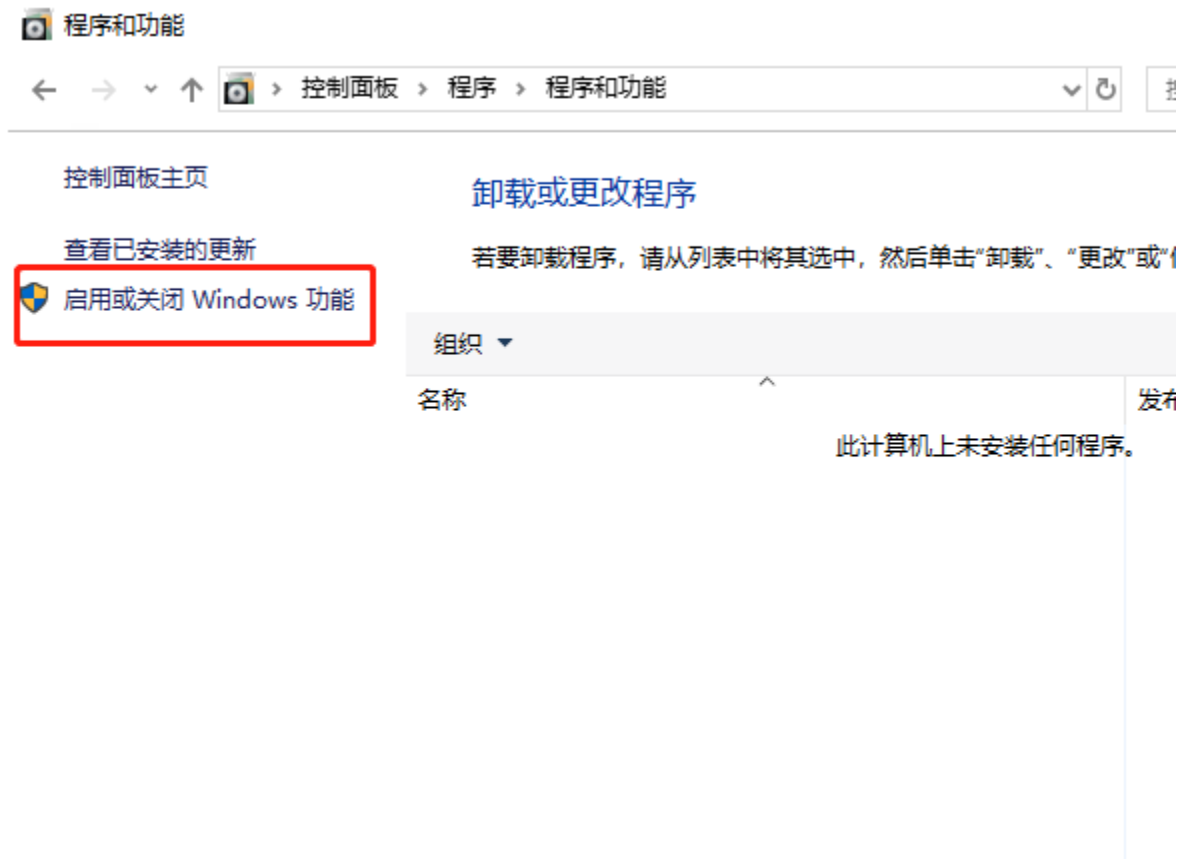 程序和功能
控制面板 > 程序 > 程序和功能
控制面板主页
卸载或更改程序
查看已安装的更新
若要卸载程序，请从列表中将其选中，然后单击“卸载”、“更改”或“
启用或关闭 Windows 功能
组织
名称
发布
此计算机上未安装任何程序。